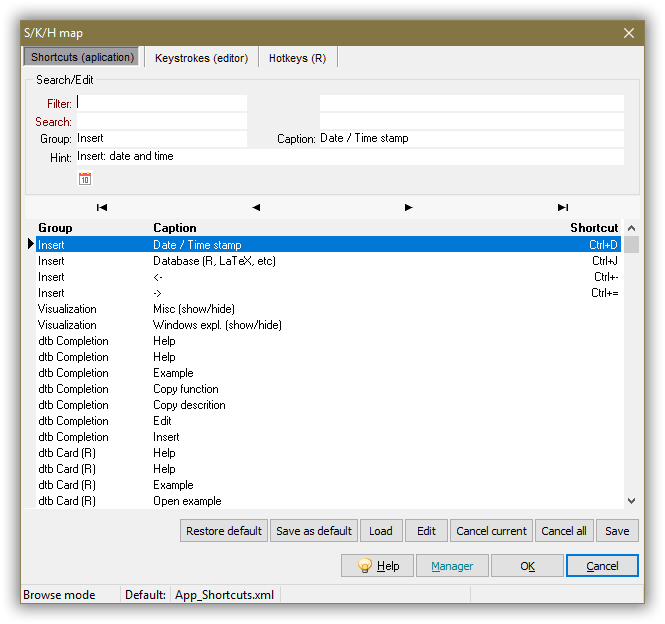 S/K/H map
Shortcuts (aplication) Keystrokes (editor) Hotkeys (R)
Search/Edit
Filter:
Search:
Group: Insert Caption: Date / Time stamp
Hint: Insert: date and time
10
Group Caption Shortcut
Insert Date / Time stamp Ctrl+D
Insert Database (R, LaTeX, etc) Ctrl+J
Insert <- Ctrl+-
Insert -> Ctrl+=
Visualization Misc (show/hide)
Visualization Windows expl. (show/hide)
dtb Completion Help
dtb Completion Help
dtb Completion Example
dtb Completion Copy function
dtb Completion Copy descrition
dtb Completion Edit
dtb Completion Insert
dtb Card (R) Help
dtb Card (R) Help
dtb Card (R) Example
dtb Card (R) Open example
Restore default Save as default Load Edit Cancel current Cancel all Save
Help Manager OK Cancel
Browse mode Default: App_Shortcuts.xml